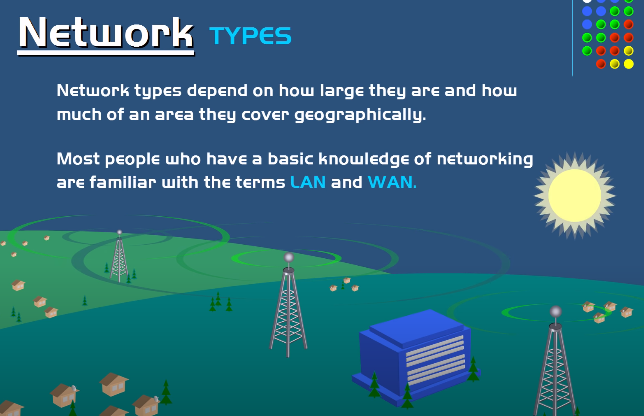 Network TYPES
Network types depend on how large they are and how
much of an area they cover geographically.
Most people who have a basic knowledge of networking
are familiar with the terms LAN and WAN.